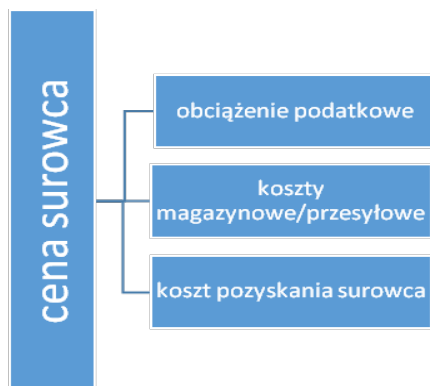 cena surowca
obciążenie podatkowe
koszty
magazynowe/przesyłowe
koszt pozyskania surowca